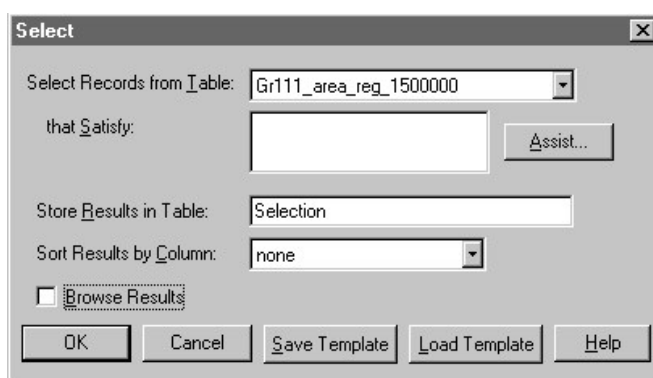 Select
Select Records from Table: Gr111_area_reg_1500000
that Satisfy:
Assist...
Store Results in Table: Selection
Sort Results by Column: none
Browse Results
OK Cancel Save Template Load Template Help